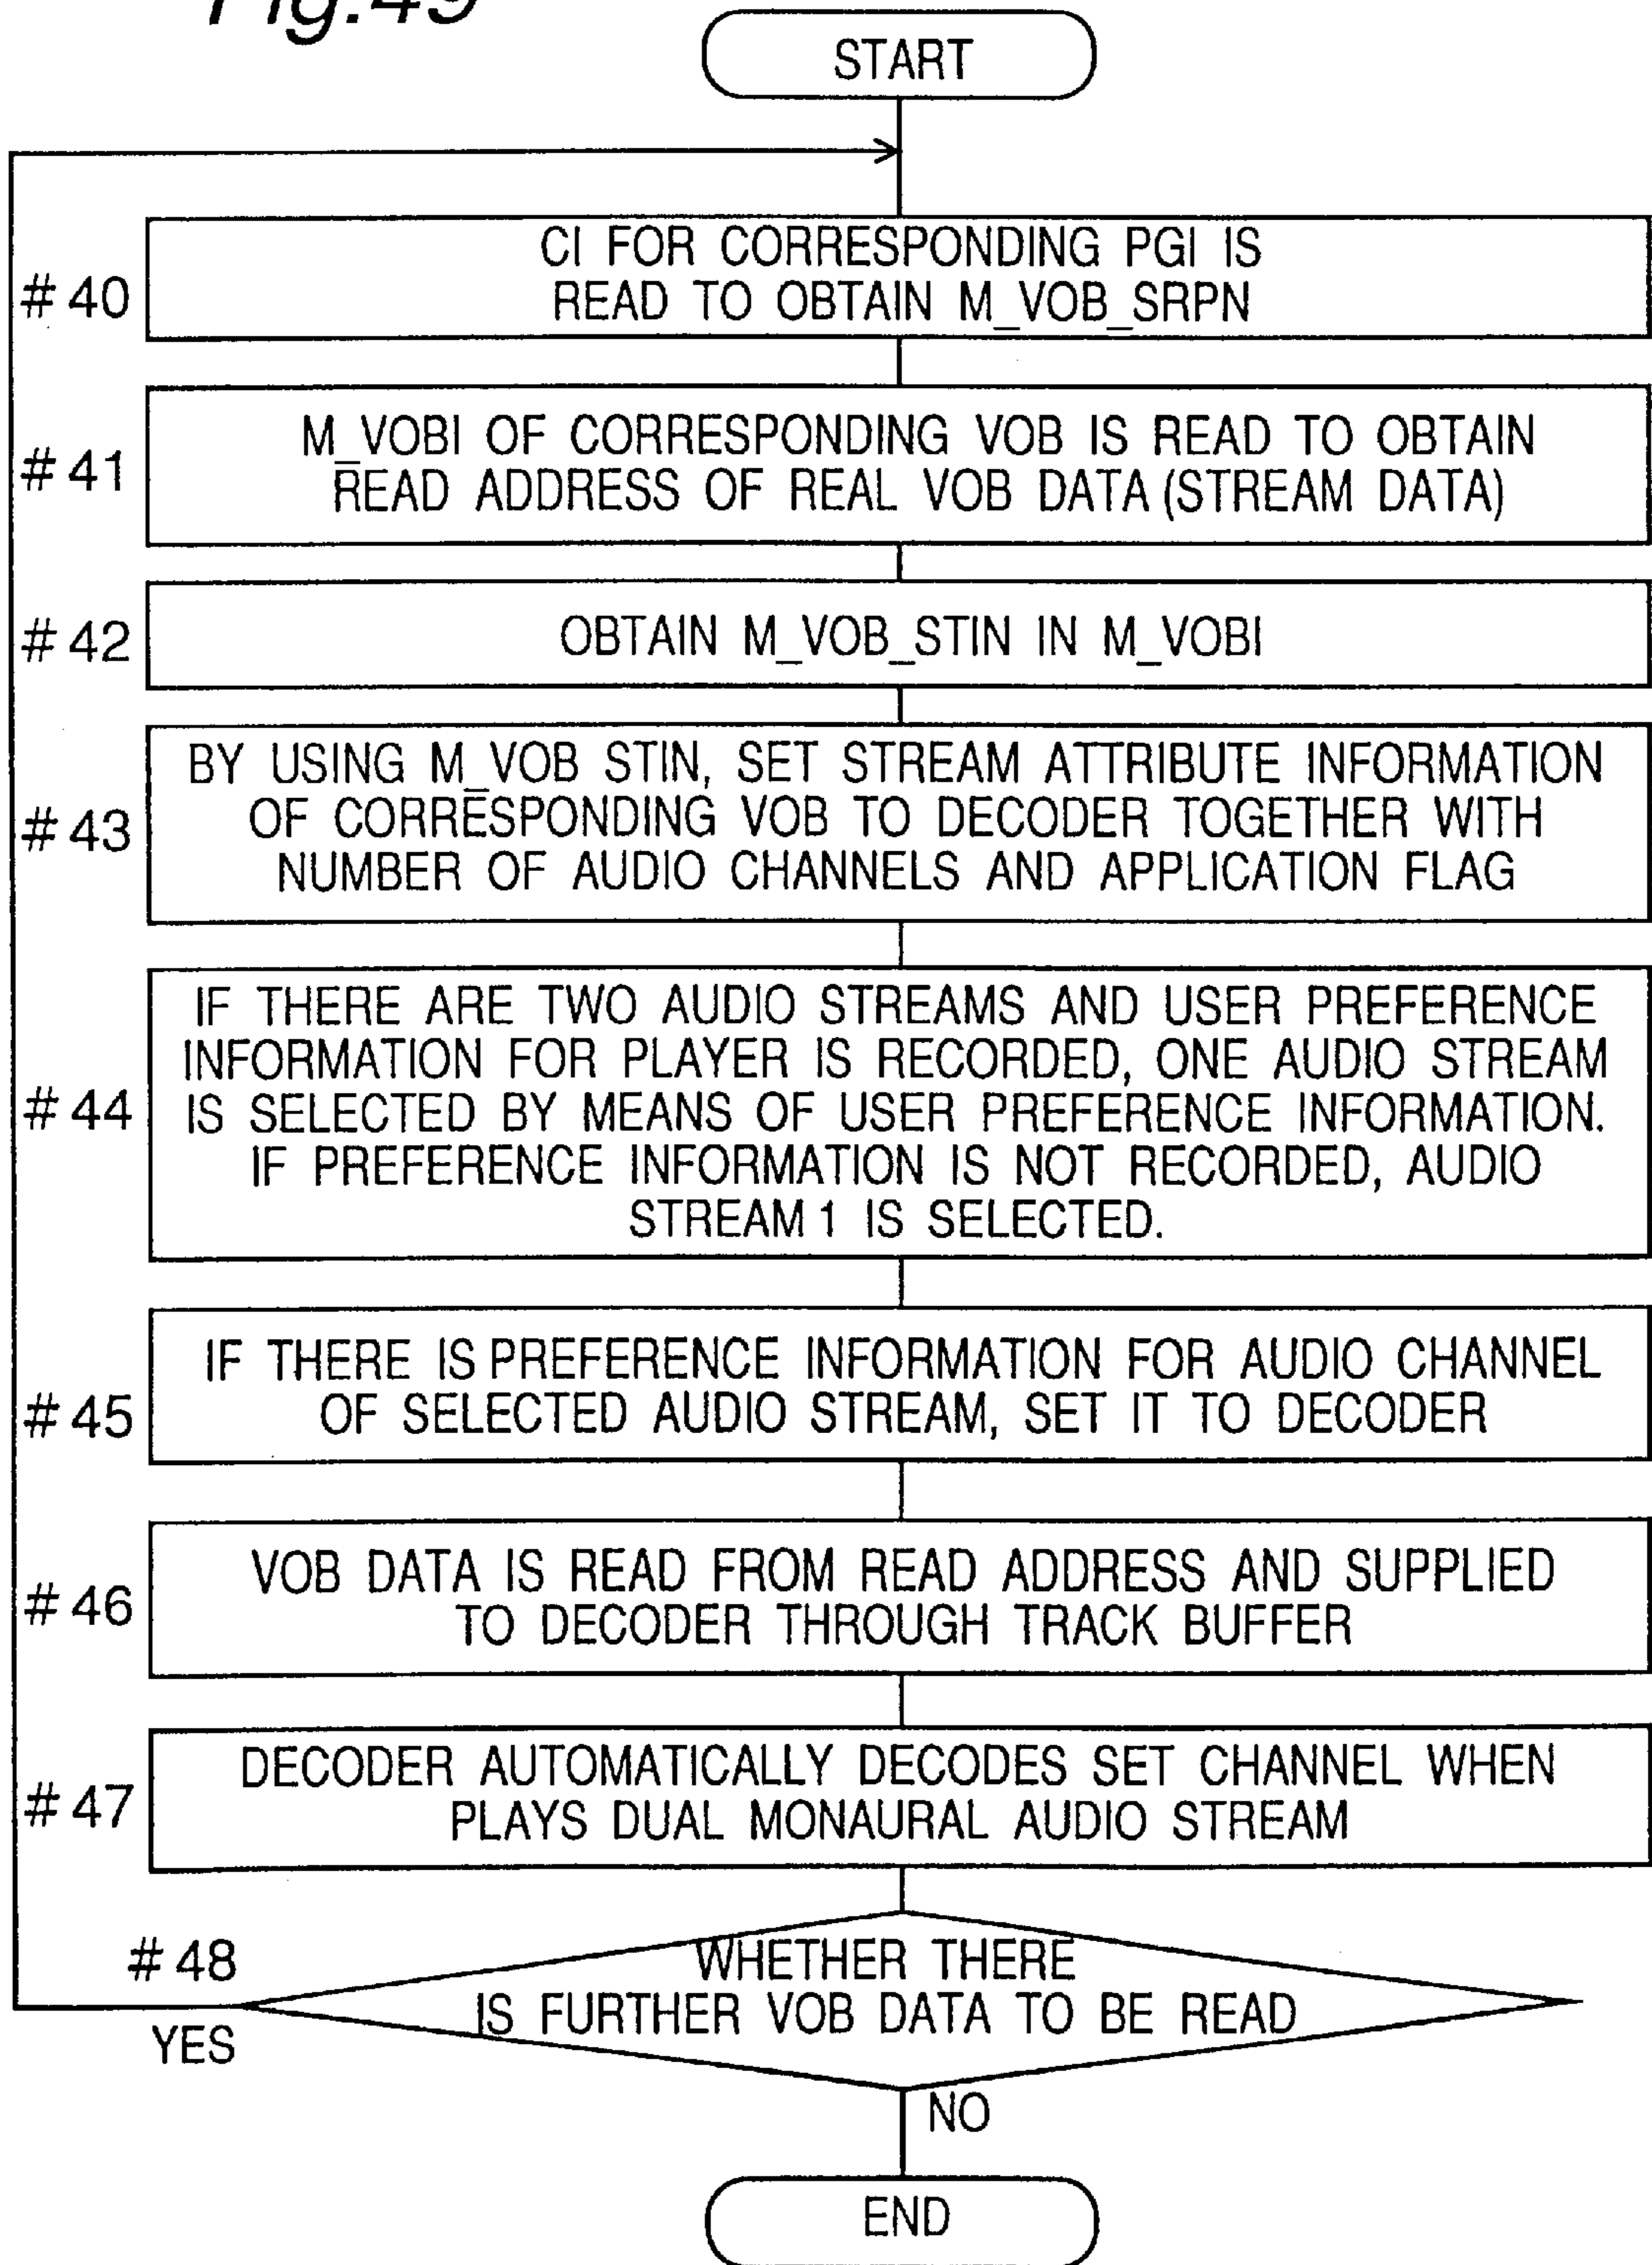 Fig.49
START
#40
CI FOR CORRESPONDING PGI IS
READ TO OBTAIN M_VOB_SRPN
#41
M_VOBI OF CORRESPONDING VOB IS READ TO OBTAIN
READ ADDRESS OF REAL VOB DATA (STREAM DATA)
#42
OBTAIN M_VOB_STIN IN M_VOBI
#43
BY USING M_VOB STIN, SET STREAM ATTRIBUTE INFORMATION
OF CORRESPONDING VOB TO DECODER TOGETHER WITH
NUMBER OF AUDIO CHANNELS AND APPLICATION FLAG
#44
IF THERE ARE TWO AUDIO STREAMS AND USER PREFERENCE
INFORMATION FOR PLAYER IS RECORDED, ONE AUDIO STREAM
IS SELECTED BY MEANS OF USER PREFERENCE INFORMATION.
IF PREFERENCE INFORMATION IS NOT RECORDED, AUDIO
STREAM 1 IS SELECTED.
#45
IF THERE IS PREFERENCE INFORMATION FOR AUDIO CHANNEL
OF SELECTED AUDIO STREAM, SET IT TO DECODER
#46
VOB DATA IS READ FROM READ ADDRESS AND SUPPLIED
TO DECODER THROUGH TRACK BUFFER
#47
DECODER AUTOMATICALLY DECODES SET CHANNEL WHEN
PLAYS DUAL MONAURAL AUDIO STREAM
#48
WHETHER THERE
IS FURTHER VOB DATA TO BE READ
YES
NO
END